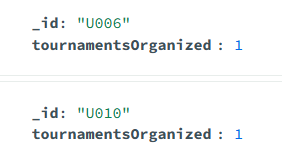 _id: "U006"
tournamentsOrganized : 1
_id: "U010"
tournamentsOrganized : 1